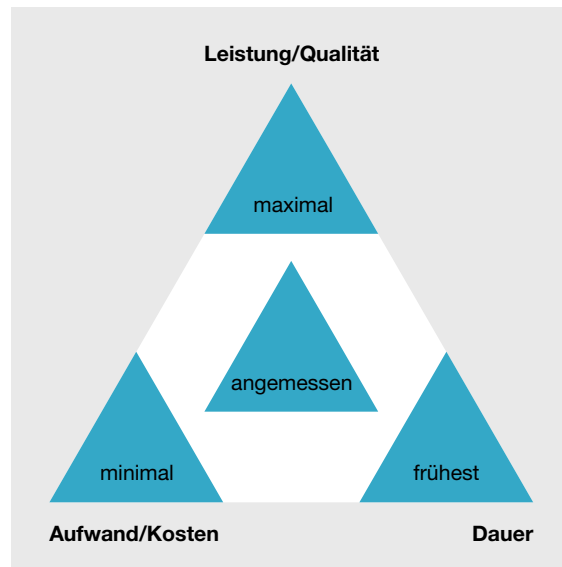 Leistung/Qualität
maximal
angemessen
minimal
frühest
Aufwand/Kosten
Dauer